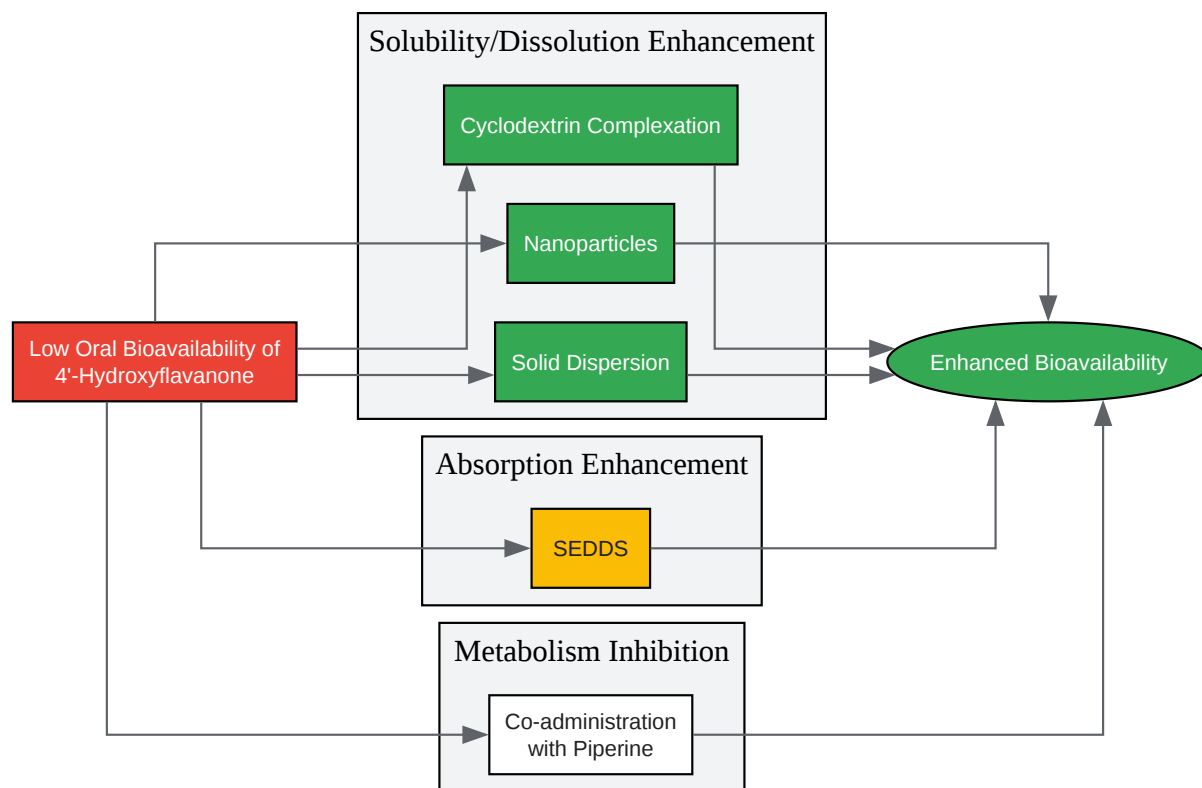 Solubility/Dissolution Enhancement
Cyclodextrin Complexation
Nanoparticles
Low Oral Bioavailability of
4'-Hydroxyflavanone
Solid Dispersion
Enhanced Bioavailability
Absorption Enhancement
SEDDS
Metabolism Inhibition
Co-administration
with Piperine